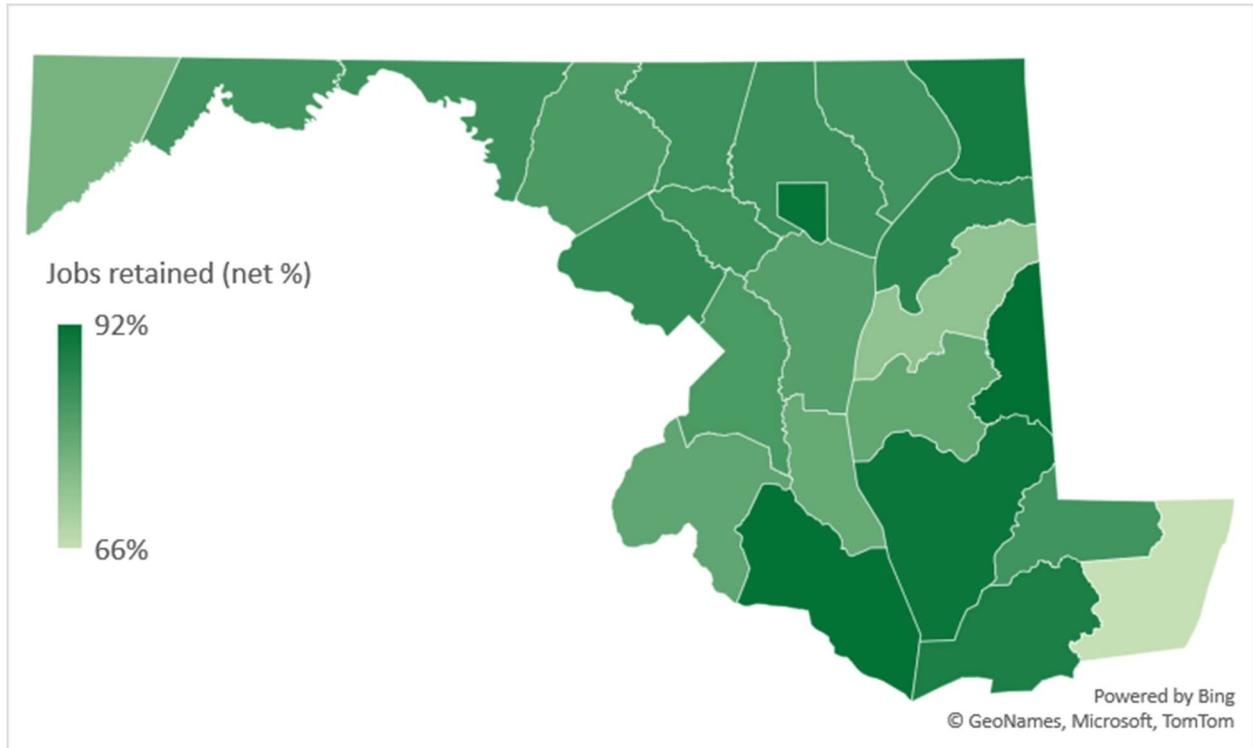 Jobs retained (net %)
92%
66%
Powered by Bing
© GeoNames, Microsoft, TomTom